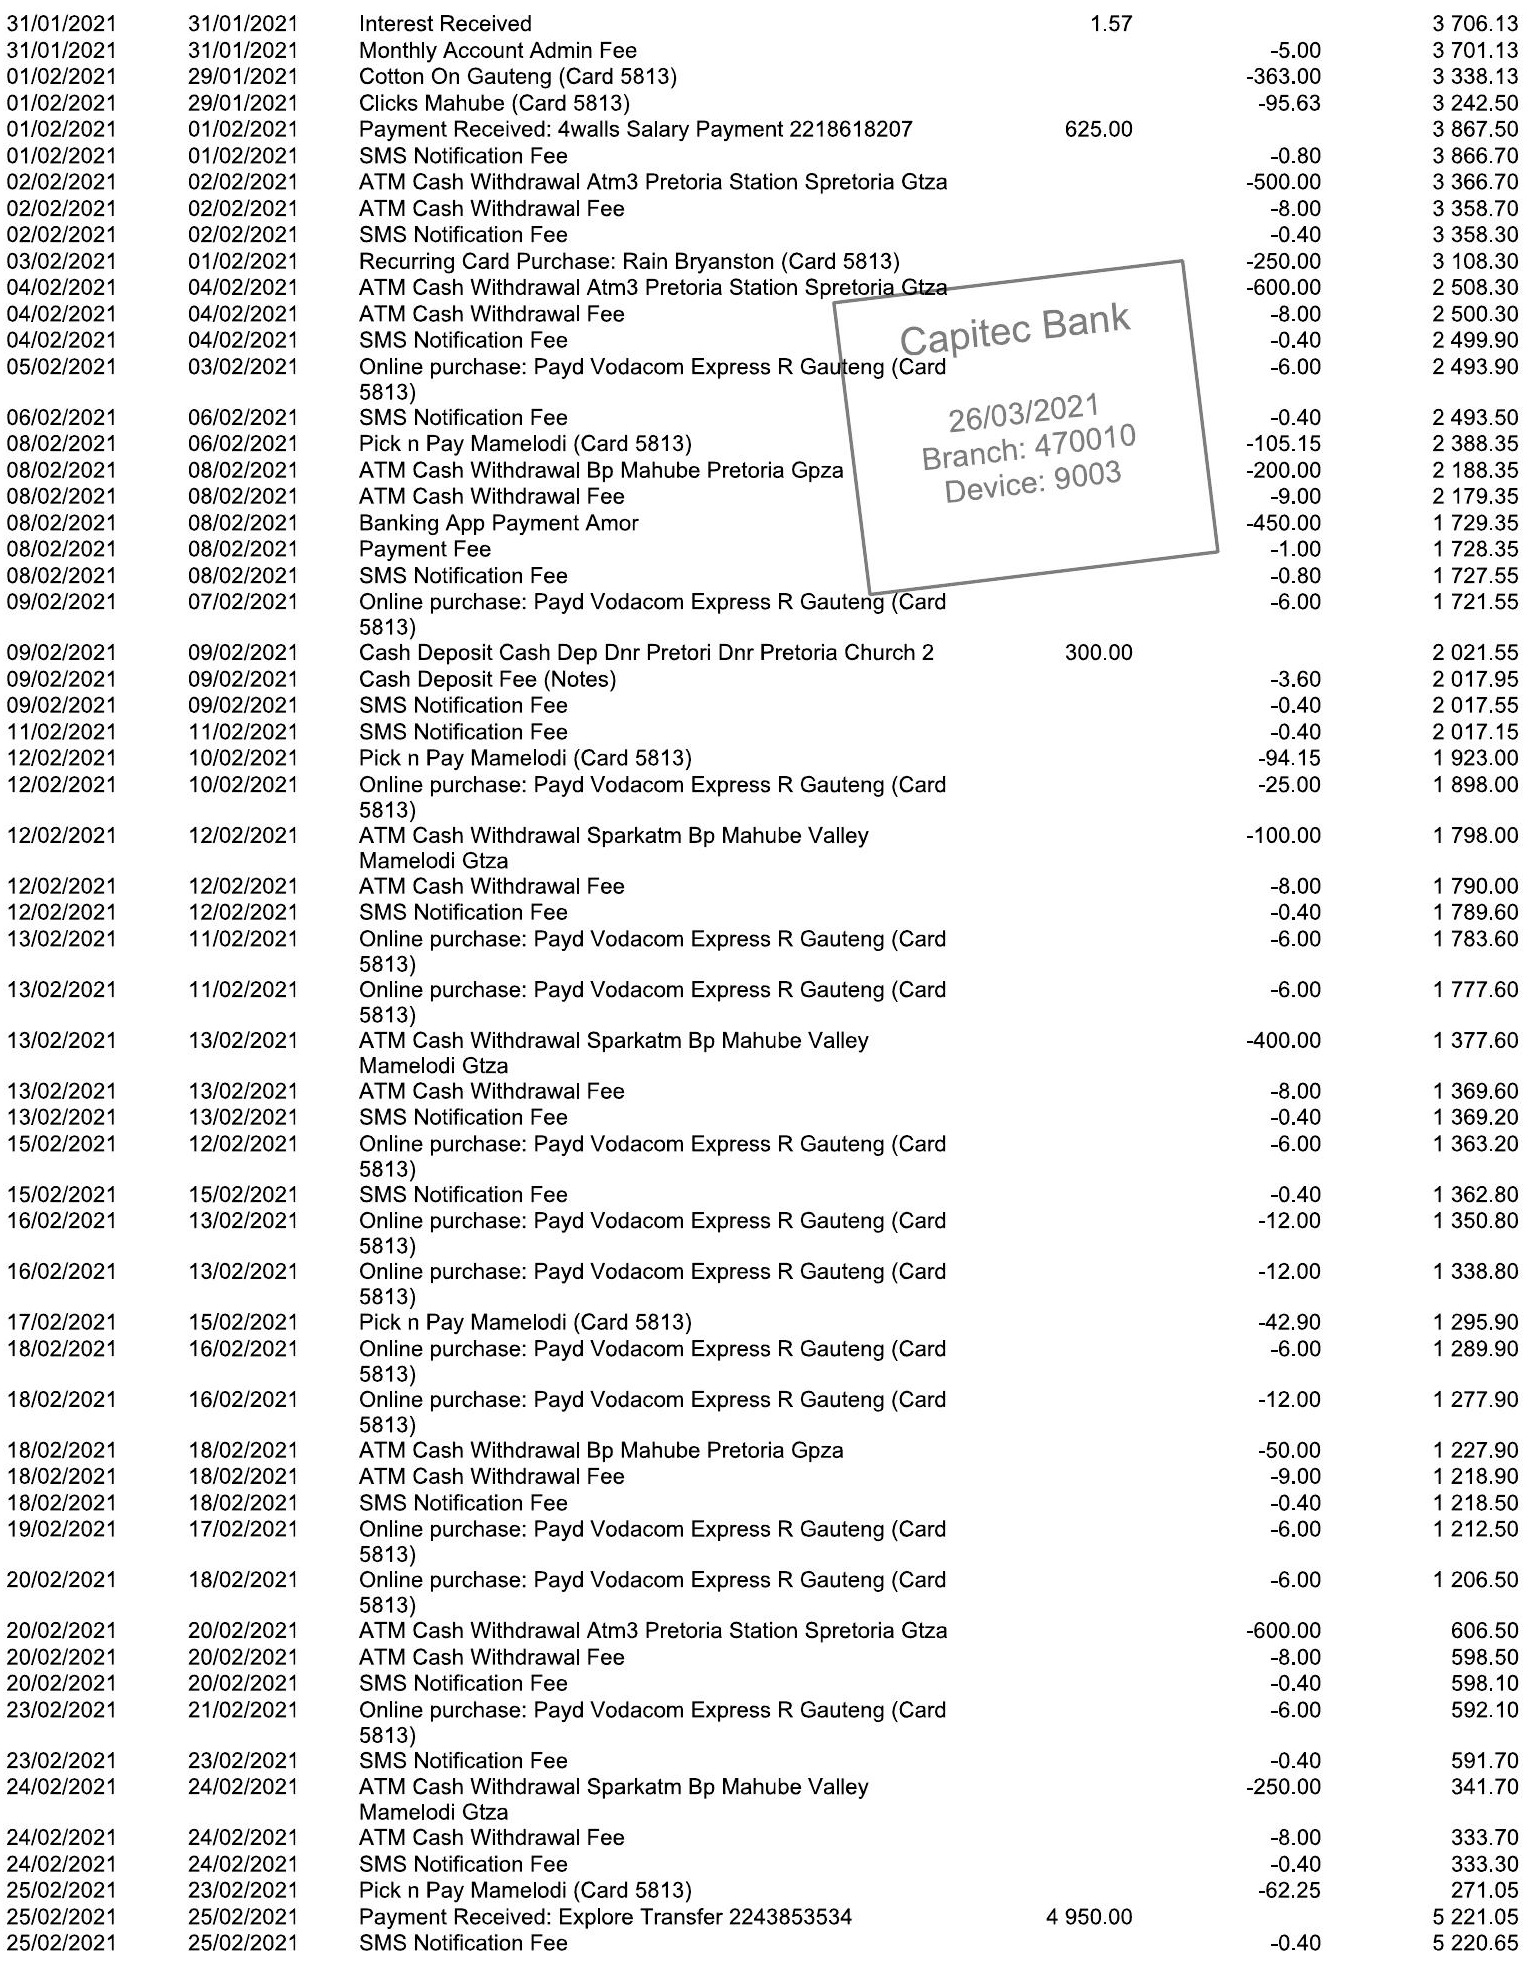 31/01/2021 31/01/2021 Interest Received 1.57 3 706.13
31/01/2021 31/01/2021 Monthly Account Admin Fee -5.00 3 701.13
01/02/2021 29/01/2021 Cotton On Gauteng (Card 5813) -363.00 3 338.13
01/02/2021 29/01/2021 Clicks Mahube (Card 5813) -95.63 3 242.50
01/02/2021 01/02/2021 Payment Received: 4walls Salary Payment 2218618207 625.00 3 867.50
01/02/2021 01/02/2021 SMS Notification Fee -0.80 3 866.70
02/02/2021 02/02/2021 ATM Cash Withdrawal Atm3 Pretoria Station Spretoria Gtza -500.00 3 366.70
02/02/2021 02/02/2021 ATM Cash Withdrawal Fee -8.00 3 358.70
02/02/2021 02/02/2021 SMS Notification Fee -0.40 3 358.30
03/02/2021 01/02/2021 Recurring Card Purchase: Rain Bryanston (Card 5813) -250.00 3 108.30
04/02/2021 04/02/2021 ATM Cash Withdrawal Atm3 Pretoria Station Spretoria Gtza -600.00 2 508.30
04/02/2021 04/02/2021 ATM Cash Withdrawal Fee -8.00 2 500.30
04/02/2021 04/02/2021 SMS Notification Fee -0.40 2 499.90
05/02/2021 03/02/2021 Online purchase: Payd Vodacom Express R Gauteng (Card -6.00 2 493.90
5813)
06/02/2021 06/02/2021 SMS Notification Fee -0.40 2 493.50
08/02/2021 06/02/2021 Pick n Pay Mamelodi (Card 5813) -105.15 2 388.35
08/02/2021 08/02/2021 ATM Cash Withdrawal Bp Mahube Pretoria Gpza -200.00 2 188.35
08/02/2021 08/02/2021 ATM Cash Withdrawal Fee -9.00 2 179.35
08/02/2021 08/02/2021 Banking App Payment Amor -450.00 1 729.35
08/02/2021 08/02/2021 Payment Fee -1.00 1 728.35
08/02/2021 08/02/2021 SMS Notification Fee -0.80 1 727.55
09/02/2021 07/02/2021 Online purchase: Payd Vodacom Express R Gauteng (Card -6.00 1 721.55
5813)
Capitec Bank
26/03/2021
Branch: 470010
Device: 9003
09/02/2021 09/02/2021 Cash Deposit Cash Dep Dnr Pretori Dnr Pretoria Church 2 300.00 2 021.55
09/02/2021 09/02/2021 Cash Deposit Fee (Notes) -3.60 2 017.95
09/02/2021 09/02/2021 SMS Notification Fee -0.40 2 017.55
11/02/2021 11/02/2021 SMS Notification Fee -0.40 2 017.15
12/02/2021 10/02/2021 Pick n Pay Mamelodi (Card 5813) -94.15 1 923.00
12/02/2021 10/02/2021 Online purchase: Payd Vodacom Express R Gauteng (Card -25.00 1 898.00
5813)
12/02/2021 12/02/2021 ATM Cash Withdrawal Sparkatm Bp Mahube Valley -100.00 1 798.00
Mamelodi Gtza
12/02/2021 12/02/2021 ATM Cash Withdrawal Fee -8.00 1 790.00
12/02/2021 12/02/2021 SMS Notification Fee -0.40 1 789.60
13/02/2021 11/02/2021 Online purchase: Payd Vodacom Express R Gauteng (Card -6.00 1 783.60
5813)
13/02/2021 11/02/2021 Online purchase: Payd Vodacom Express R Gauteng (Card -6.00 1 777.60
5813)
13/02/2021 13/02/2021 ATM Cash Withdrawal Sparkatm Bp Mahube Valley -400.00 1 377.60
Mamelodi Gtza
13/02/2021 13/02/2021 ATM Cash Withdrawal Fee -8.00 1 369.60
13/02/2021 13/02/2021 SMS Notification Fee -0.40 1 369.20
15/02/2021 12/02/2021 Online purchase: Payd Vodacom Express R Gauteng (Card -6.00 1 363.20
5813)
15/02/2021 15/02/2021 SMS Notification Fee -0.40 1 362.80
16/02/2021 13/02/2021 Online purchase: Payd Vodacom Express R Gauteng (Card -12.00 1 350.80
5813)
16/02/2021 13/02/2021 Online purchase: Payd Vodacom Express R Gauteng (Card -12.00 1 338.80
5813)
17/02/2021 15/02/2021 Pick n Pay Mamelodi (Card 5813) -42.90 1 295.90
18/02/2021 16/02/2021 Online purchase: Payd Vodacom Express R Gauteng (Card -6.00 1 289.90
5813)
18/02/2021 16/02/2021 Online purchase: Payd Vodacom Express R Gauteng (Card -12.00 1 277.90
5813)
18/02/2021 18/02/2021 ATM Cash Withdrawal Bp Mahube Pretoria Gpza -50.00 1 227.90
18/02/2021 18/02/2021 ATM Cash Withdrawal Fee -9.00 1 218.90
18/02/2021 18/02/2021 SMS Notification Fee -0.40 1 218.50
19/02/2021 17/02/2021 Online purchase: Payd Vodacom Express R Gauteng (Card -6.00 1 212.50
5813)
20/02/2021 18/02/2021 Online purchase: Payd Vodacom Express R Gauteng (Card -6.00 1 206.50
5813)
20/02/2021 20/02/2021 ATM Cash Withdrawal Atm3 Pretoria Station Spretoria Gtza -600.00 606.50
20/02/2021 20/02/2021 ATM Cash Withdrawal Fee -8.00 598.50
20/02/2021 20/02/2021 SMS Notification Fee -0.40 598.10
23/02/2021 21/02/2021 Online purchase: Payd Vodacom Express R Gauteng (Card -6.00 592.10
5813)
23/02/2021 23/02/2021 SMS Notification Fee -0.40 591.70
24/02/2021 24/02/2021 ATM Cash Withdrawal Sparkatm Bp Mahube Valley -250.00 341.70
Mamelodi Gtza
24/02/2021 24/02/2021 ATM Cash Withdrawal Fee -8.00 333.70
24/02/2021 24/02/2021 SMS Notification Fee -0.40 333.30
25/02/2021 23/02/2021 Pick n Pay Mamelodi (Card 5813) -62.25 271.05
25/02/2021 25/02/2021 Payment Received: Explore Transfer 2243853534 4 950.00 5 221.05
25/02/2021 25/02/2021 SMS Notification Fee -0.40 5 220.65